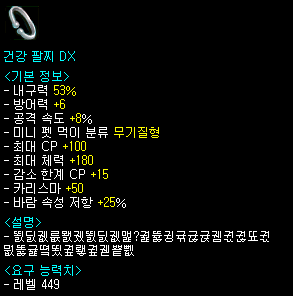 건강 팔찌 DX
<기본 정보>
- 내구력 53%
- 방어력 +6
- 공격 속도 +8%
- 미니 펫 먹이 분류 무기질형
- 최대 CP +100
- 최대 체력 +180
- 감소 한계 CP +15
- 카리스마 +50
- 바람 속성 저항 +25%
<설명>
<요구 능력치>
- 레벨 449